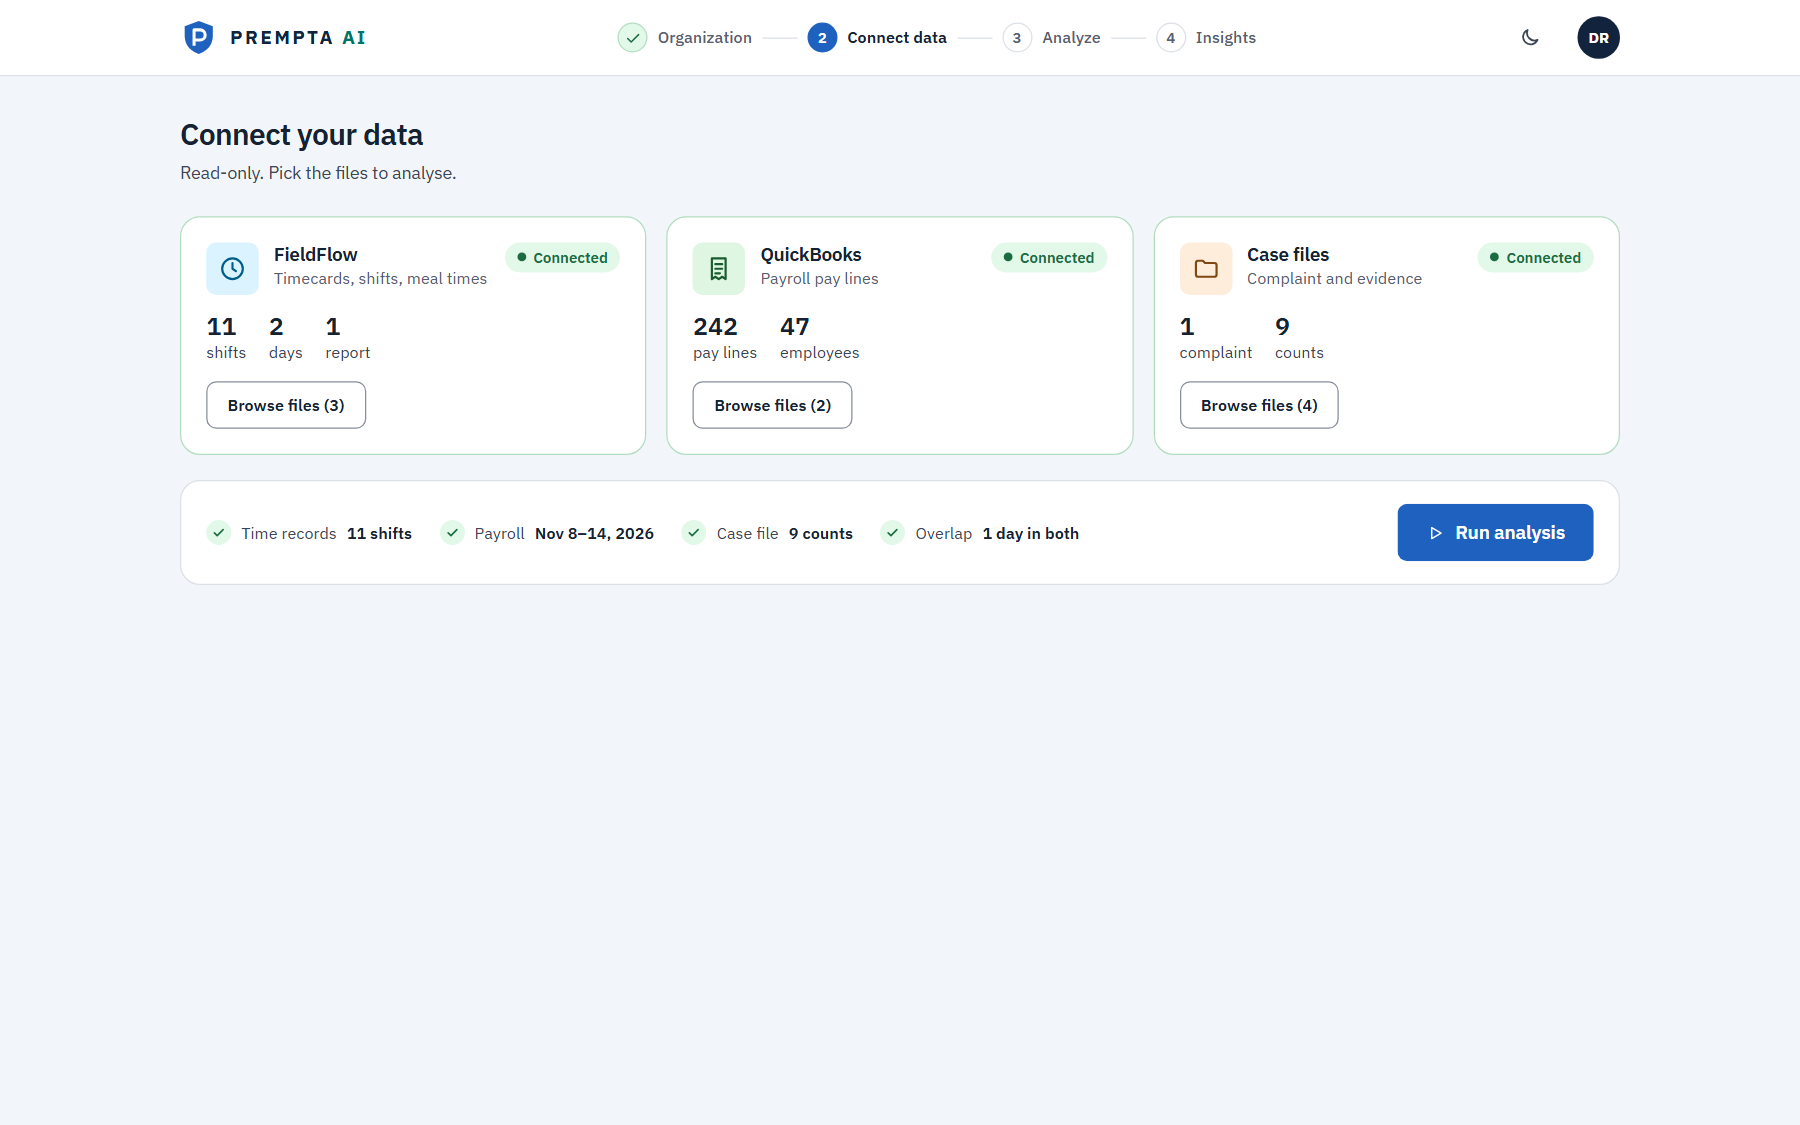 PREMPTA AI
Organization
2 Connect data
3 Analyze
4 Insights
DR
Connect your data
Read-only. Pick the files to analyse.
FieldFlow
Timecards, shifts, meal times
Connected
11 shifts
2 days
1 report
Browse files (3)
QuickBooks
Payroll pay lines
Connected
242 pay lines
47 employees
Browse files (2)
Case files
Complaint and evidence
Connected
1 complaint
9 counts
Browse files (4)
Time records 11 shifts
Payroll Nov 8–14, 2026
Case file 9 counts
Overlap 1 day in both
Run analysis